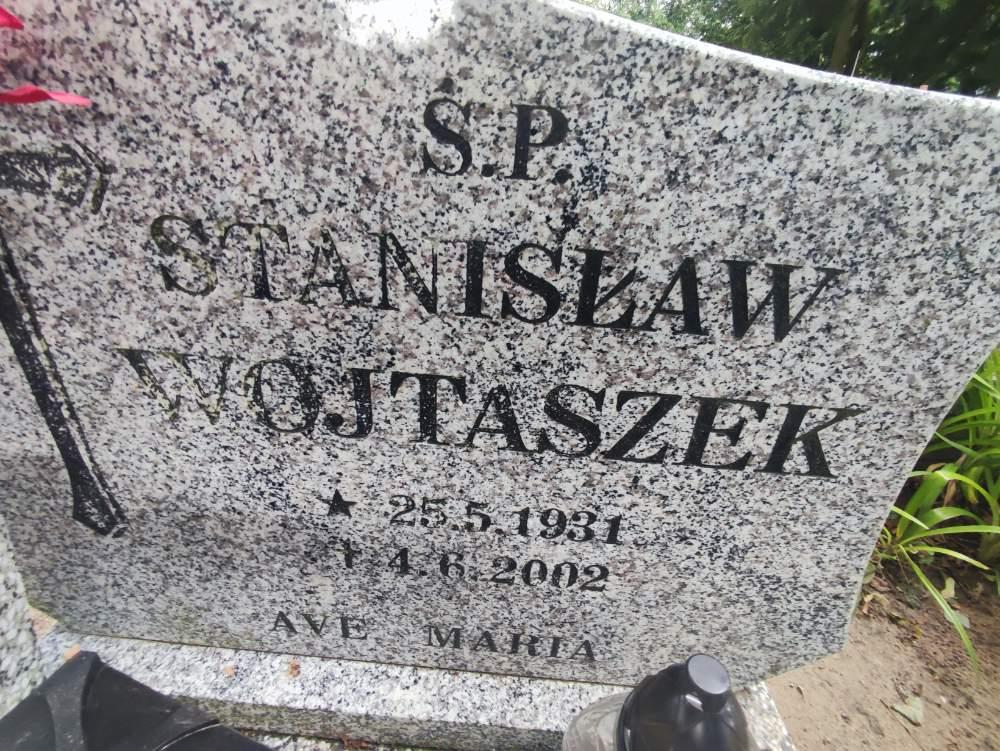 Ś.P.
STANISŁAW
WOJTASZEK
★ 25.5.1931
† 4.6.2002
AVE MARIA